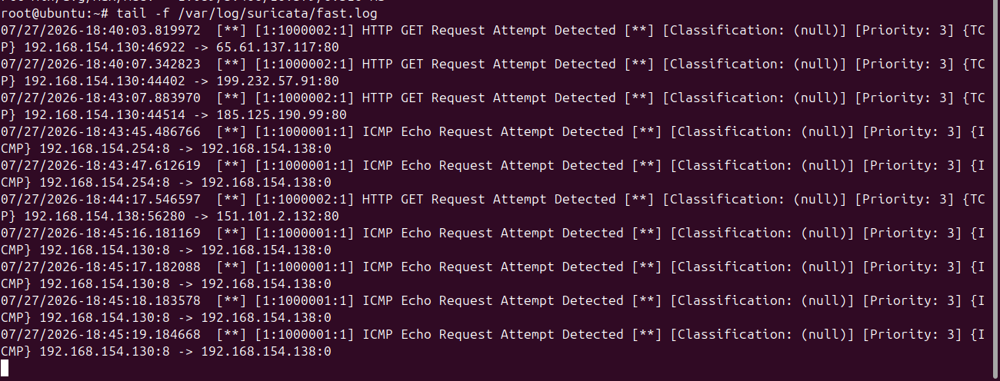 root@ubuntu:~# tail -f /var/log/suricata/fast.log
07/27/2026-18:40:03.819972  [**] [1:1000002:1] HTTP GET Request Attempt Detected [**] [Classification: (null)] [Priority: 3] {TC
P} 192.168.154.130:46922 -> 65.61.137.117:80
07/27/2026-18:40:07.342823  [**] [1:1000002:1] HTTP GET Request Attempt Detected [**] [Classification: (null)] [Priority: 3] {TC
P} 192.168.154.130:44402 -> 199.232.57.91:80
07/27/2026-18:43:07.883970  [**] [1:1000002:1] HTTP GET Request Attempt Detected [**] [Classification: (null)] [Priority: 3] {TC
P} 192.168.154.130:44514 -> 185.125.190.99:80
07/27/2026-18:43:45.486766  [**] [1:1000001:1] ICMP Echo Request Attempt Detected [**] [Classification: (null)] [Priority: 3] {I
CMP} 192.168.154.254:8 -> 192.168.154.138:0
07/27/2026-18:43:47.612619  [**] [1:1000001:1] ICMP Echo Request Attempt Detected [**] [Classification: (null)] [Priority: 3] {I
CMP} 192.168.154.254:8 -> 192.168.154.138:0
07/27/2026-18:44:17.546597  [**] [1:1000002:1] HTTP GET Request Attempt Detected [**] [Classification: (null)] [Priority: 3] {TC
P} 192.168.154.138:56280 -> 151.101.2.132:80
07/27/2026-18:45:16.181169  [**] [1:1000001:1] ICMP Echo Request Attempt Detected [**] [Classification: (null)] [Priority: 3] {I
CMP} 192.168.154.130:8 -> 192.168.154.138:0
07/27/2026-18:45:17.182088  [**] [1:1000001:1] ICMP Echo Request Attempt Detected [**] [Classification: (null)] [Priority: 3] {I
CMP} 192.168.154.130:8 -> 192.168.154.138:0
07/27/2026-18:45:18.183578  [**] [1:1000001:1] ICMP Echo Request Attempt Detected [**] [Classification: (null)] [Priority: 3] {I
CMP} 192.168.154.130:8 -> 192.168.154.138:0
07/27/2026-18:45:19.184668  [**] [1:1000001:1] ICMP Echo Request Attempt Detected [**] [Classification: (null)] [Priority: 3] {I
CMP} 192.168.154.130:8 -> 192.168.154.138:0